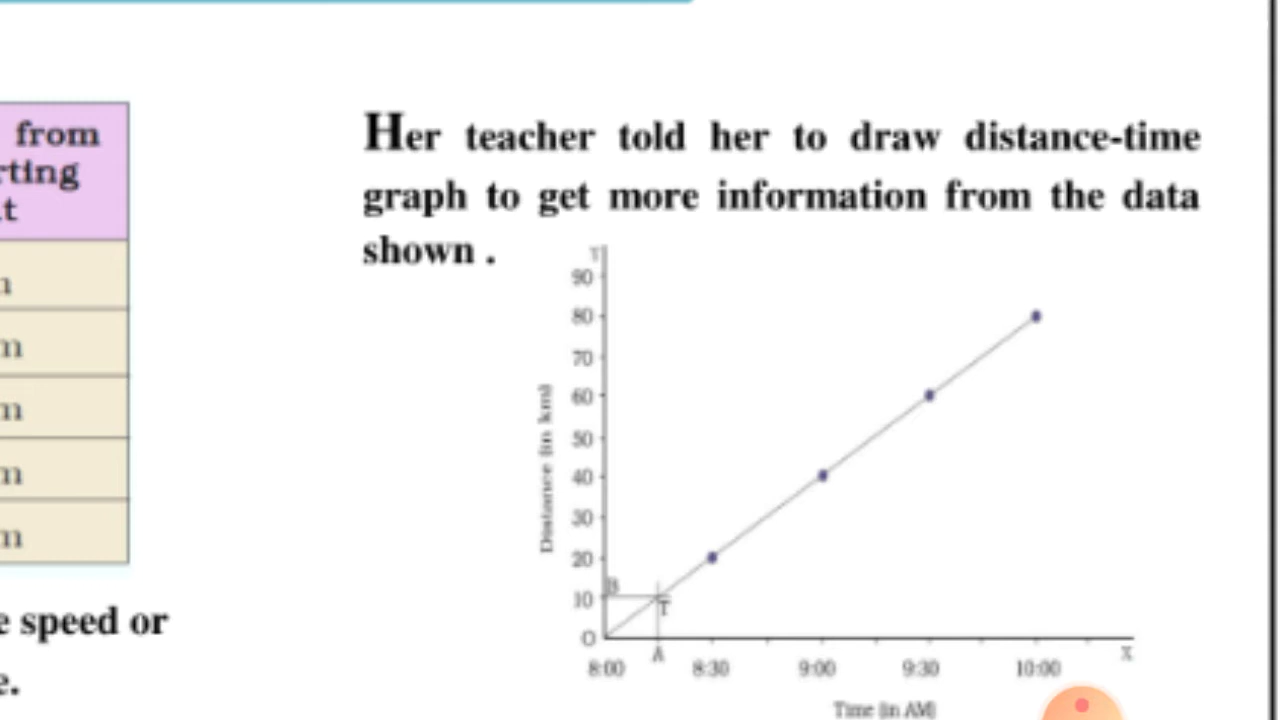 from
rting
t
m
m
m
m
e speed or
e.
Her teacher told her to draw distance-time
graph to get more information from the data
shown .
Y
90
80
70
60
50
40
30
20
10
0
Distance (in km)
B
T
A
8:00 8:30 9:00 9:30 10:00
X
Time (in AM)